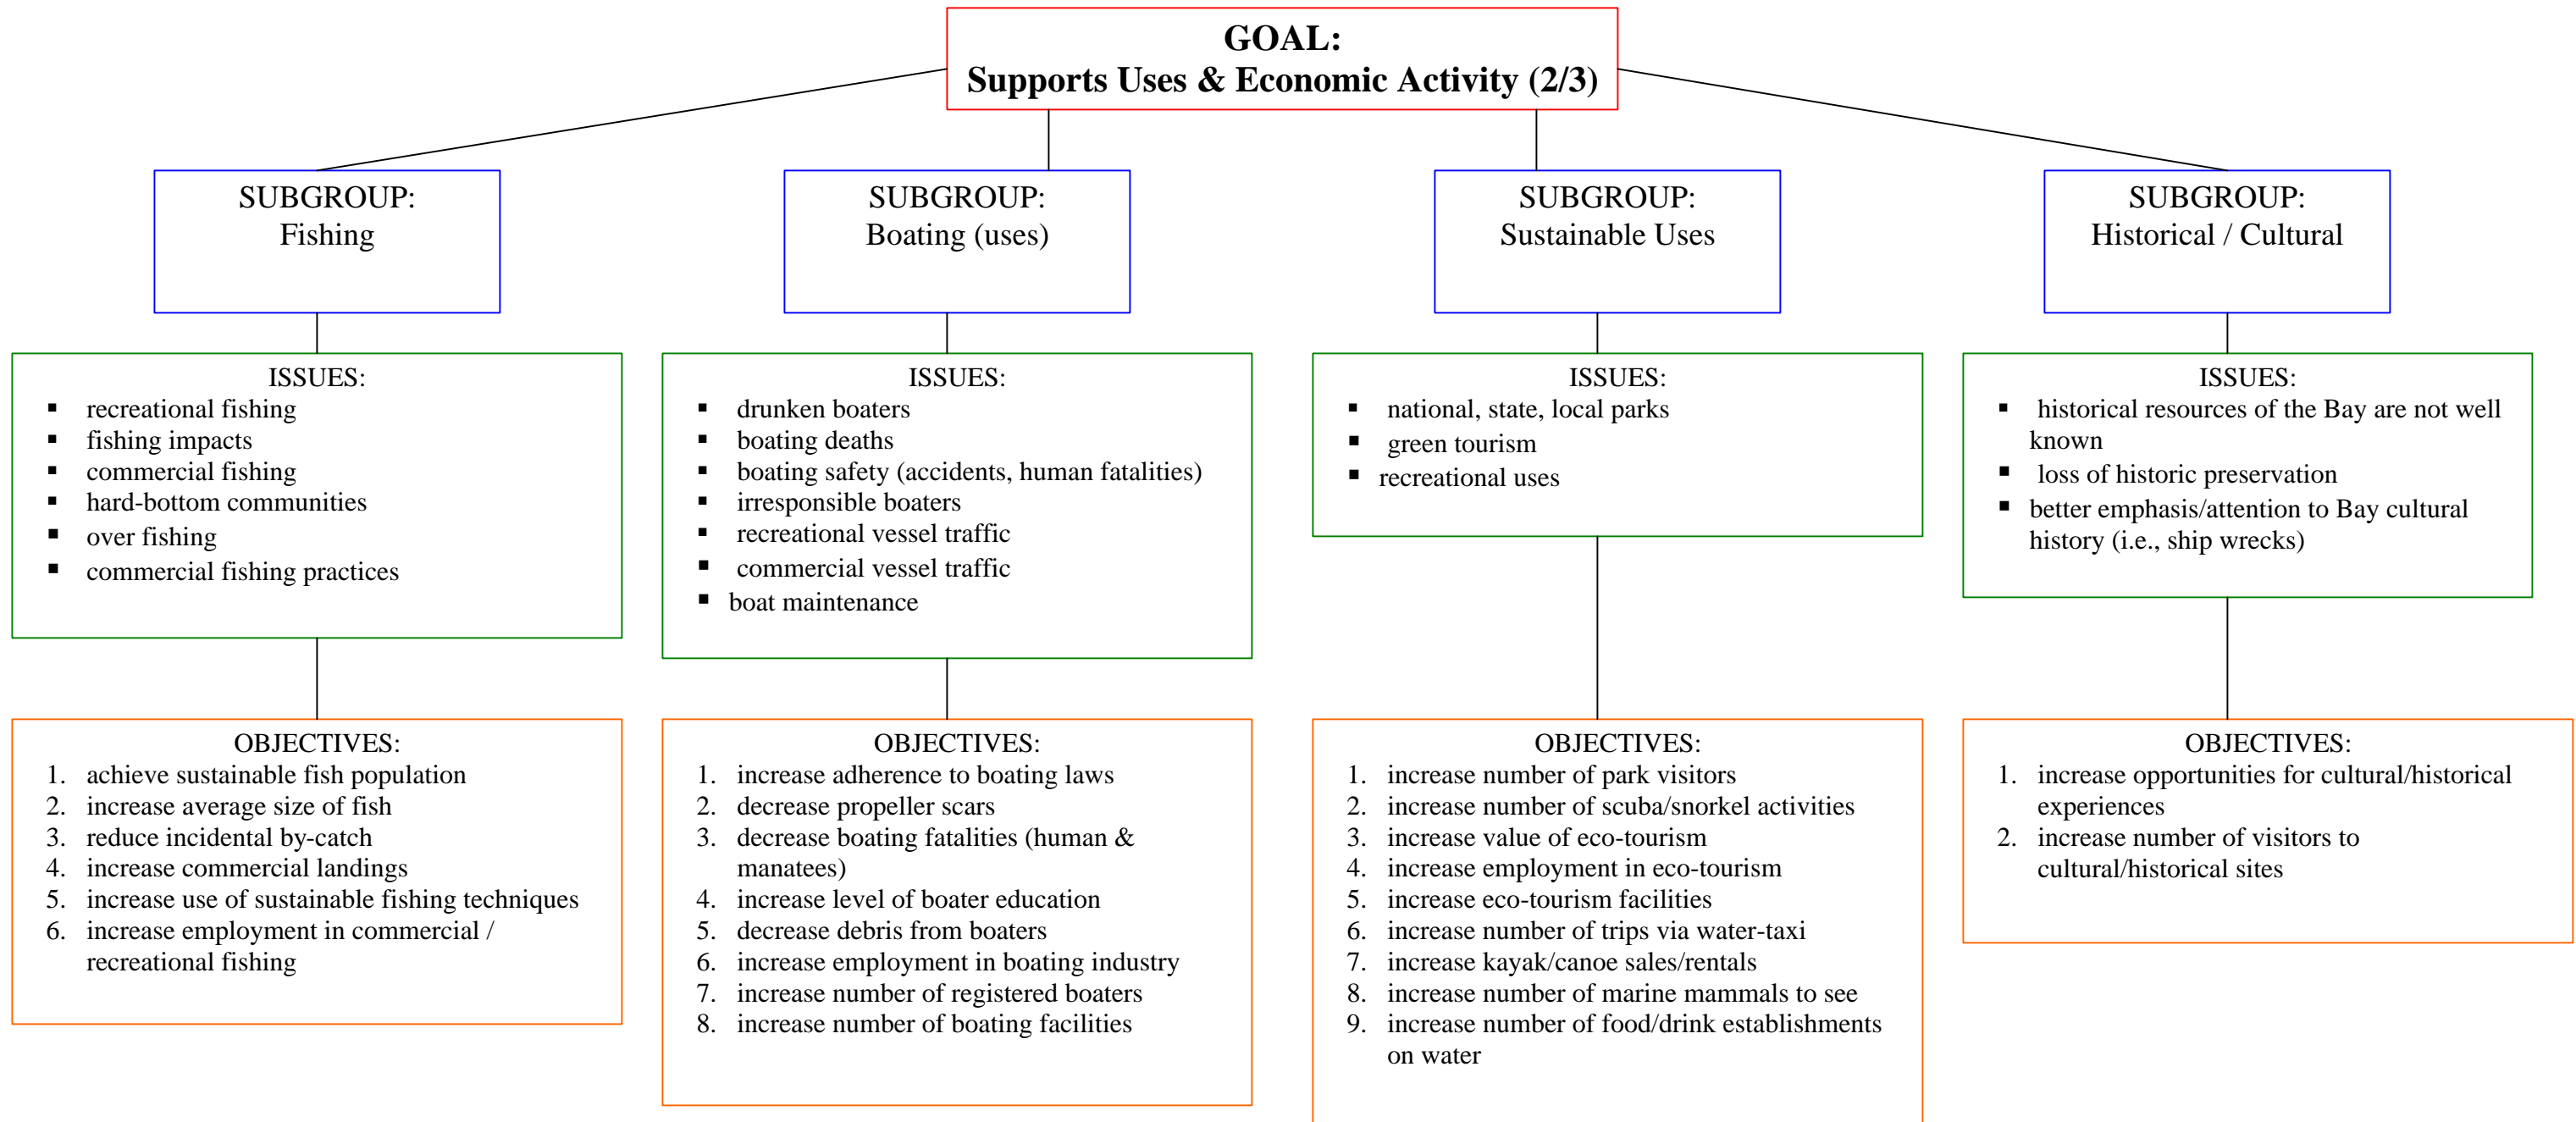 GOAL:
Supports Uses & Economic Activity (2/3)
SUBGROUP:
Fishing
SUBGROUP:
Boating (uses)
SUBGROUP:
Sustainable Uses
SUBGROUP:
Historical / Cultural
ISSUES:
▪ recreational fishing
▪ fishing impacts
▪ commercial fishing
▪ hard-bottom communities
▪ over fishing
▪ commercial fishing practices
ISSUES:
▪ drunken boaters
▪ boating deaths
▪ boating safety (accidents, human fatalities)
▪ irresponsible boaters
▪ recreational vessel traffic
▪ commercial vessel traffic
▪ boat maintenance
ISSUES:
▪ national, state, local parks
▪ green tourism
▪ recreational uses
ISSUES:
▪ historical resources of the Bay are not well
known
▪ loss of historic preservation
▪ better emphasis/attention to Bay cultural
history (i.e., ship wrecks)
OBJECTIVES:
1. achieve sustainable fish population
2. increase average size of fish
3. reduce incidental by-catch
4. increase commercial landings
5. increase use of sustainable fishing techniques
6. increase employment in commercial /
recreational fishing
OBJECTIVES:
1. increase adherence to boating laws
2. decrease propeller scars
3. decrease boating fatalities (human &
manatees)
4. increase level of boater education
5. decrease debris from boaters
6. increase employment in boating industry
7. increase number of registered boaters
8. increase number of boating facilities
OBJECTIVES:
1. increase number of park visitors
2. increase number of scuba/snorkel activities
3. increase value of eco-tourism
4. increase employment in eco-tourism
5. increase eco-tourism facilities
6. increase number of trips via water-taxi
7. increase kayak/canoe sales/rentals
8. increase number of marine mammals to see
9. increase number of food/drink establishments
on water
OBJECTIVES:
1. increase opportunities for cultural/historical
experiences
2. increase number of visitors to
cultural/historical sites